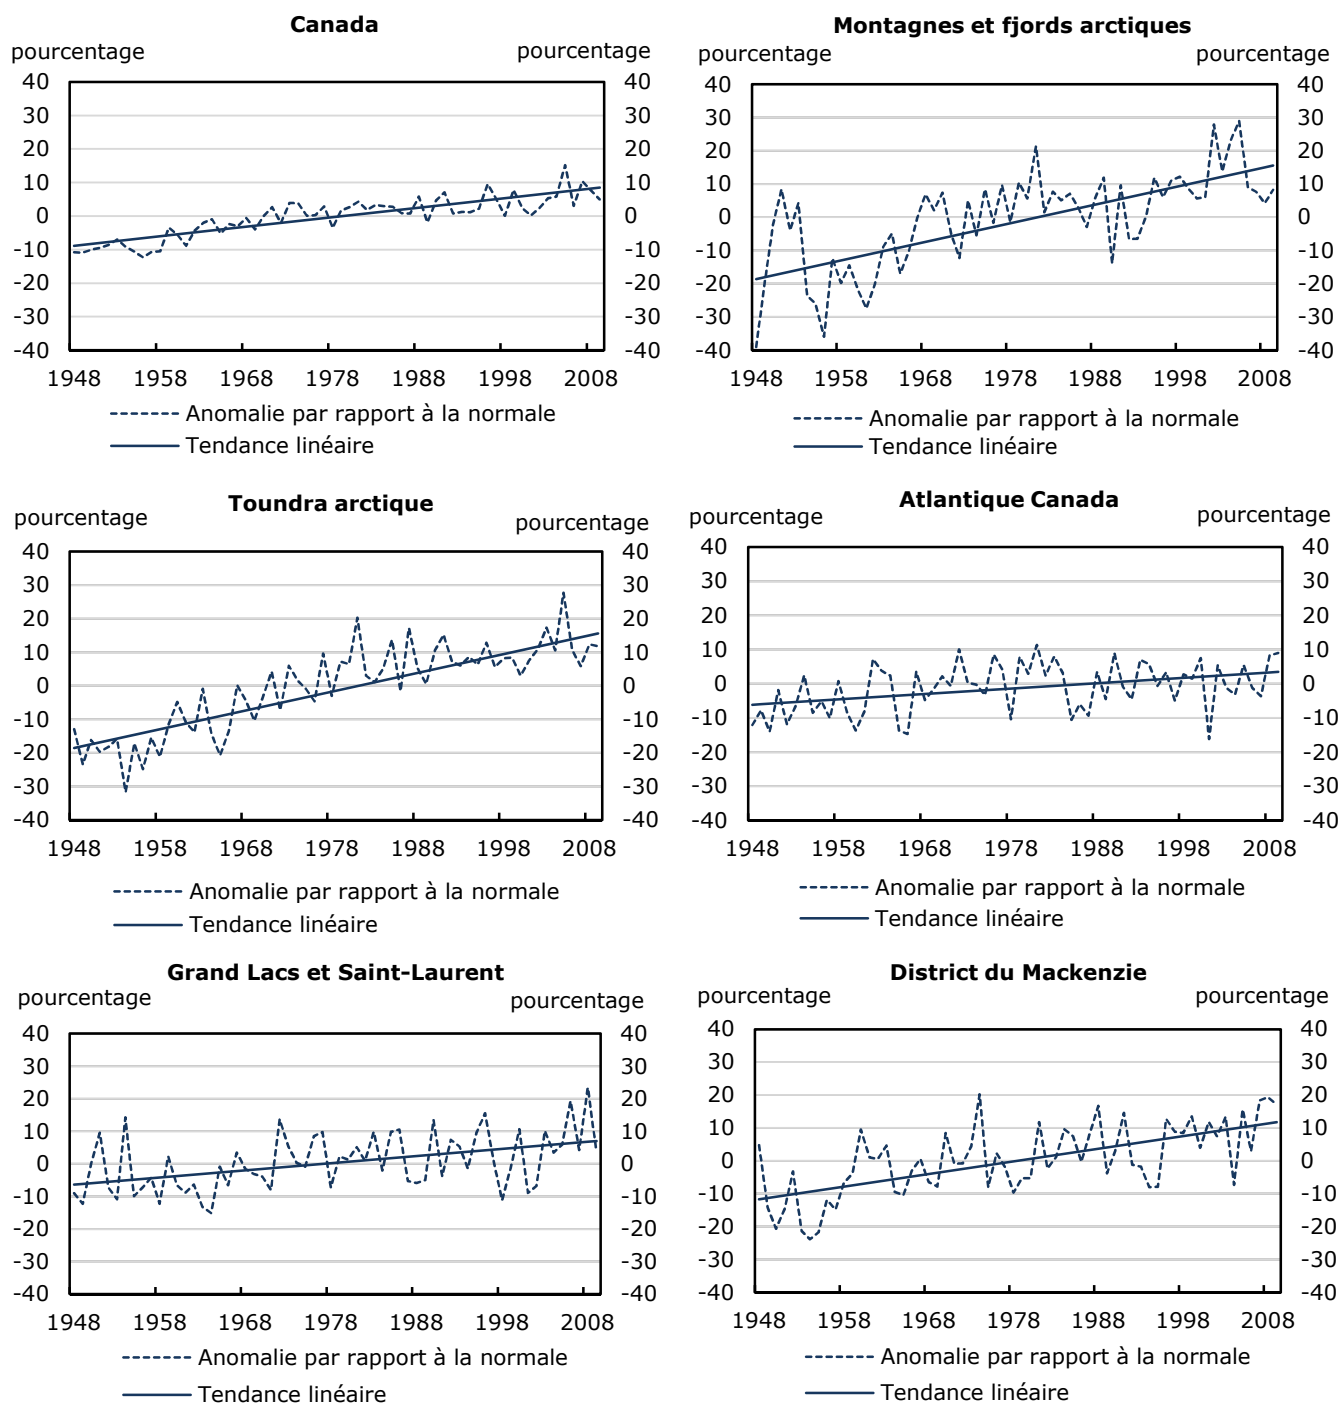 Canada
pourcentage pourcentage
40 40
30 30
20 20
10 10
0 0
-10 -10
-20 -20
-30 -30
-40 -40
1948 1958 1968 1978 1988 1998 2008
Anomalie par rapport à la normale
Tendance linéaire
Montagnes et fjords arctiques
pourcentage pourcentage
40 40
30 30
20 20
10 10
0 0
-10 -10
-20 -20
-30 -30
-40 -40
1948 1958 1968 1978 1988 1998 2008
Anomalie par rapport à la normale
Tendance linéaire
Toundra arctique
pourcentage pourcentage
40 40
30 30
20 20
10 10
0 0
-10 -10
-20 -20
-30 -30
-40 -40
1948 1958 1968 1978 1988 1998 2008
Anomalie par rapport à la normale
Tendance linéaire
Atlantique Canada
pourcentage pourcentage
40 40
30 30
20 20
10 10
0 0
-10 -10
-20 -20
-30 -30
-40 -40
1948 1958 1968 1978 1988 1998 2008
Anomalie par rapport à la normale
Tendance linéaire
Grand Lacs et Saint-Laurent
pourcentage pourcentage
40 40
30 30
20 20
10 10
0 0
-10 -10
-20 -20
-30 -30
-40 -40
1948 1958 1968 1978 1988 1998 2008
Anomalie par rapport à la normale
Tendance linéaire
District du Mackenzie
pourcentage pourcentage
40 40
30 30
20 20
10 10
0 0
-10 -10
-20 -20
-30 -30
-40 -40
1948 1958 1968 1978 1988 1998 2008
Anomalie par rapport à la normale
Tendance linéaire